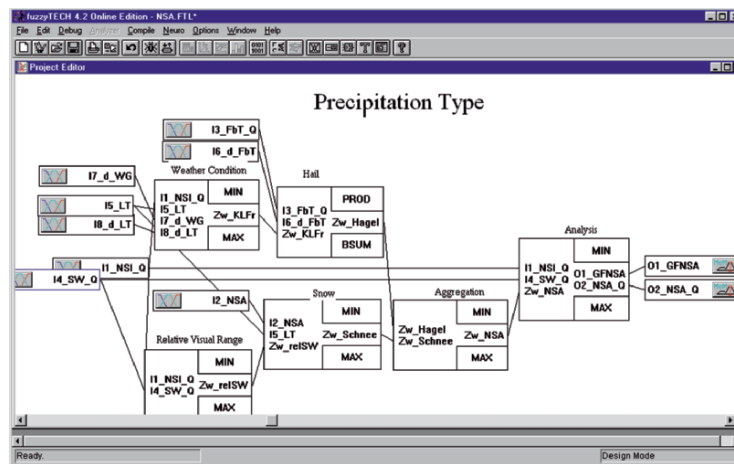 fuzzyTECH 4.2 Online Edition - NSA.FTL*
File Edit Debug Analyzer Compile Neuro Options Window Help
Project Editor
Precipitation Type
I3_FbT_Q
I6_d_FbT
Weather Condition
I7_d_WG
I5_LT
I8_d_LT
I1_NSI_Q
I5_LT
I7_d_WG
I8_d_LT
Zw_KLFr
MIN
MAX
Hail
I3_FbT_Q
I6_d_FbT
Zw_KLFr
PROD
Zw_Hagel
BSUM
I1_NSI_Q
I4_SW_Q
I2_NSA
Snow
I2_NSA
I5_LT
Zw_relSW
MIN
Zw_Schnee
MAX
Relative Visual Range
I1_NSI_Q
I4_SW_Q
MIN
Zw_relSW
MAX
Aggregation
Zw_Hagel
Zw_Schnee
MIN
Zw_NSA
MAX
Analysis
I1_NSI_Q
I4_SW_Q
Zw_NSA
MIN
O1_GFNSA
O2_NSA_Q
MAX
O1_GFNSA
O2_NSA_Q
Ready.
Design Mode